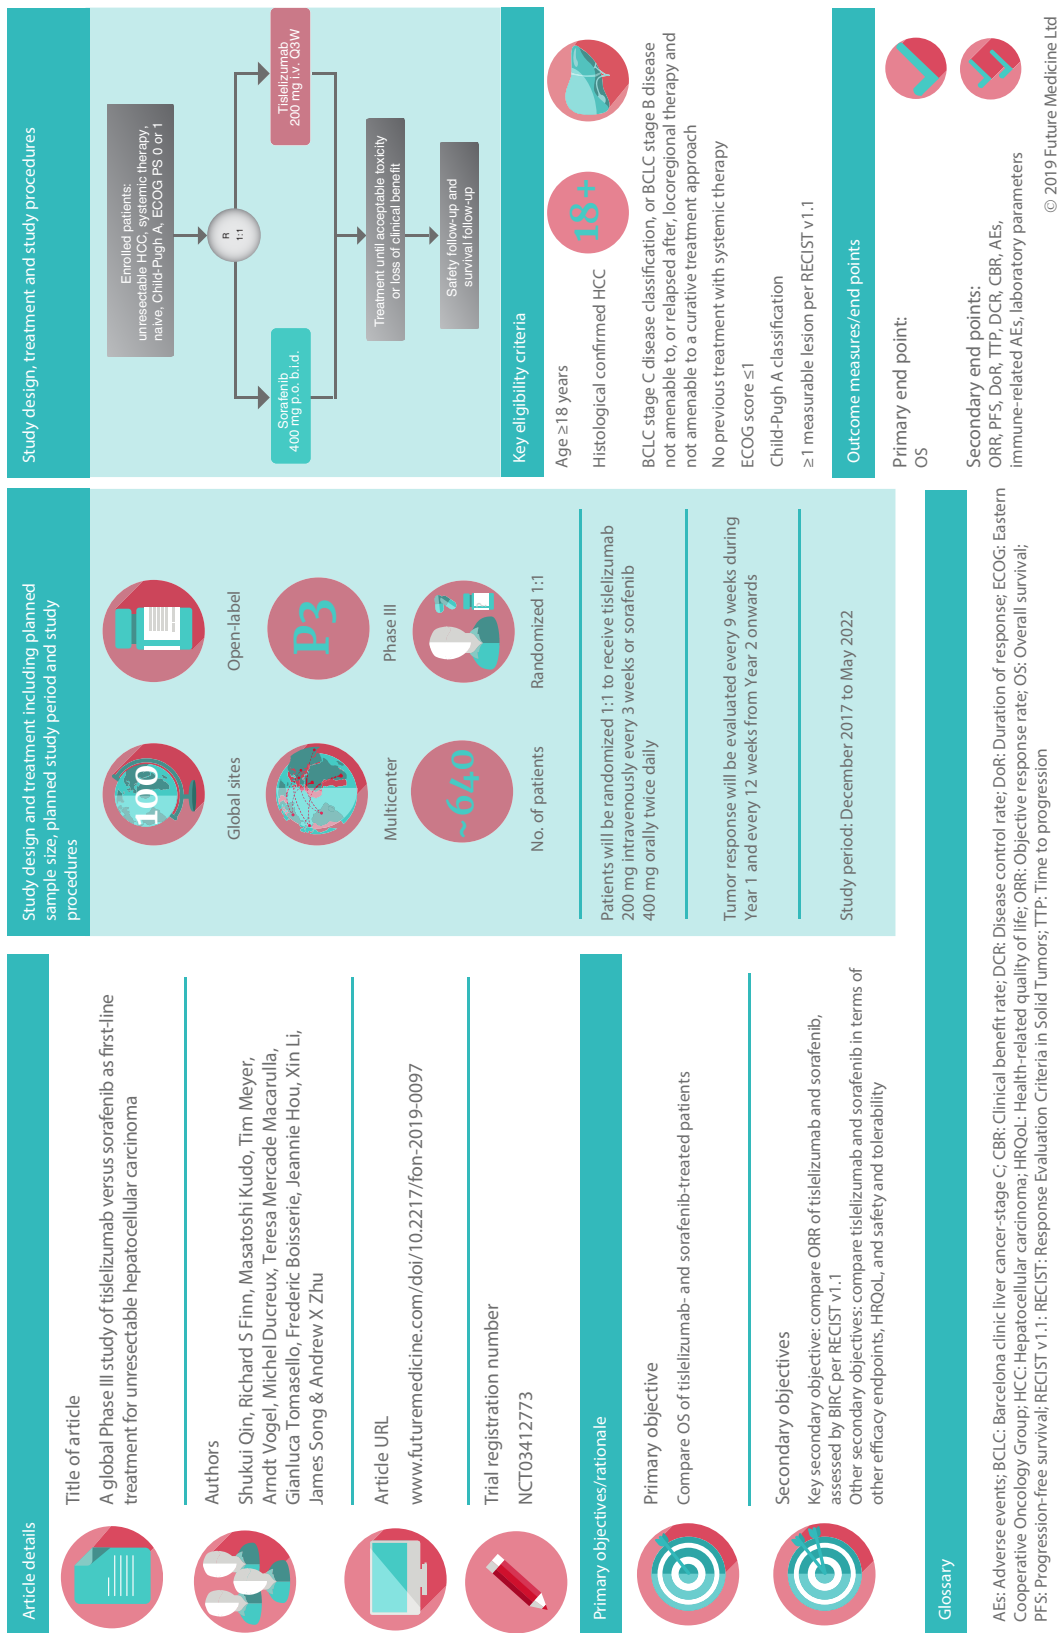 Article details
Title of article
A global Phase III study of tislelizumab versus sorafenib as first-line
treatment for unresectable hepatocellular carcinoma
Authors
Shukui Qin, Richard S Finn, Masatoshi Kudo, Tim Meyer,
Arndt Vogel, Michel Ducreux, Teresa Mercade Macarulla,
Gianluca Tomasello, Frederic Boisserie, Jeannie Hou, Xin Li,
James Song & Andrew X Zhu
Article URL
www.futuremedicine.com/doi/10.2217/fon-2019-0097
Trial registration number
NCT03412773
Primary objectives/rationale
Primary objective
Compare OS of tislelizumab- and sorafenib-treated patients
Secondary objectives
Key secondary objective: compare ORR of tislelizumab and sorafenib,
assessed by BIRC per RECIST v1.1
Other secondary objectives: compare tislelizumab and sorafenib in terms of
other efficacy endpoints, HRQoL, and safety and tolerability
Study design and treatment including planned
sample size, planned study period and study
procedures
100
Global sites
Open-label
Multicenter
P3
Phase III
~640
No. of patients
Randomized 1:1
Patients will be randomized 1:1 to receive tislelizumab
200 mg intravenously every 3 weeks or sorafenib
400 mg orally twice daily
Tumor response will be evaluated every 9 weeks during
Year 1 and every 12 weeks from Year 2 onwards
Study period: December 2017 to May 2022
Study design, treatment and study procedures
Enrolled patients:
unresectable HCC, systemic therapy,
naive, Child-Pugh A, ECOG PS 0 or 1
R
1:1
Sorafenib
400 mg p.o. b.i.d.
Tislelizumab
200 mg i.v. Q3W
Treatment until acceptable toxicity
or loss of clinical benefit
Safety follow-up and
survival follow-up
Key eligibility criteria
Age ≥18 years
18+
Histological confirmed HCC
BCLC stage C disease classification, or BCLC stage B disease
not amenable to, or relapsed after, locoregional therapy and
not amenable to a curative treatment approach
No previous treatment with systemic therapy
ECOG score ≤1
Child-Pugh A classification
≥1 measurable lesion per RECIST v1.1
Outcome measures/end points
Primary end point:
OS
Secondary end points:
ORR, PFS, DoR, TTP, DCR, CBR, AEs,
immune-related AEs, laboratory parameters
Glossary
AEs: Adverse events; BCLC: Barcelona clinic liver cancer-stage C; CBR: Clinical benefit rate; DCR: Disease control rate; DoR: Duration of response; ECOG: Eastern
Cooperative Oncology Group; HCC: Hepatocellular carcinoma; HRQoL: Health-related quality of life; ORR: Objective response rate; OS: Overall survival;
PFS: Progression-free survival; RECIST v1.1: RECIST: Response Evaluation Criteria in Solid Tumors; TTP: Time to progression
© 2019 Future Medicine Ltd